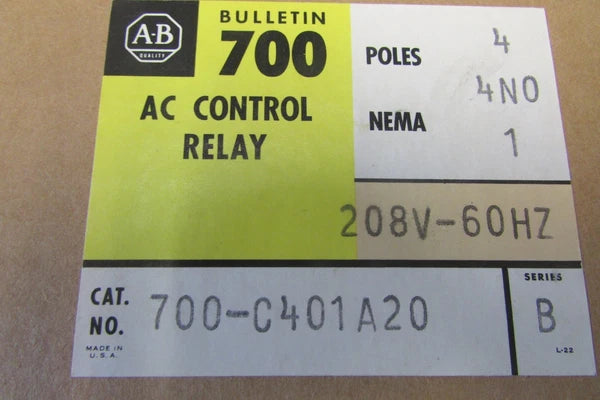 A-B
QUALITY
BULLETIN
700
AC CONTROL
RELAY
POLES 4
4NO
NEMA 1
208V-60HZ
CAT.
NO. 700-C401A20
MADE IN
U.S.A.
SERIES
B
L-22